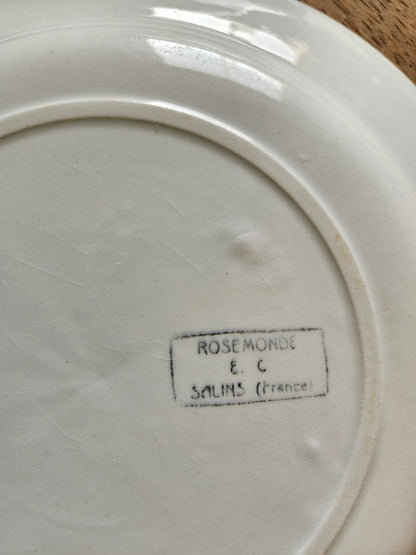 ROSEMONDE
E. C
SALINS (France)